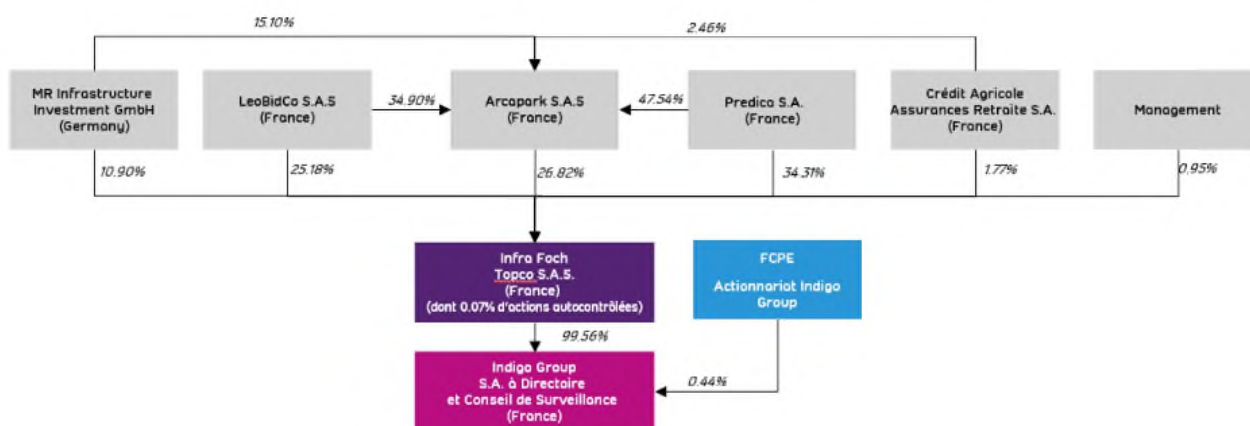 15.10%
2.46%
MR Infrastructure
Investment GmbH
(Germany)
LeoBidCo S.A.S
(France)
34.90%
Arcapark S.A.S
(France)
47.54%
Predica S.A.
(France)
Crédit Agricole
Assurances Retraite S.A.
(France)
Management
10.90%
25.18%
26.82%
34.31%
1.77%
0,95%
Infra Foch
Topco S.A.S.
(France)
(dont 0.07% d'actions autocontrôlées)
FCPE
Actionnariat Indigo
Group
99.56%
Indigo Group
S.A. à Directoire
et Conseil de Surveillance
(France)
0.44%